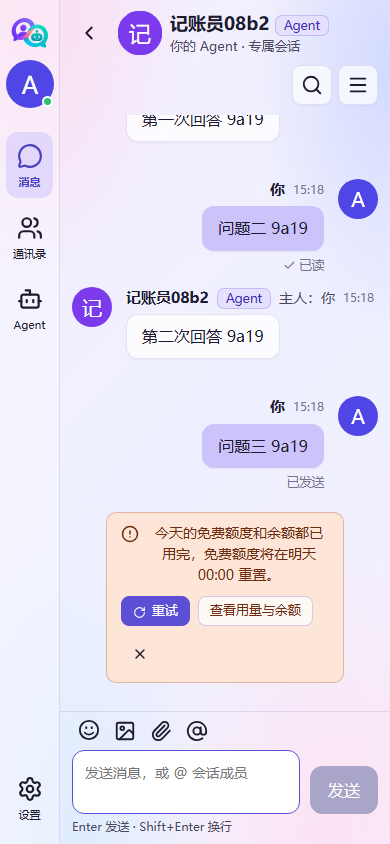 记 记账员08b2 Agent
你的 Agent · 专属会话
A
消息
通讯录
Agent
第一次回答 9a19
你 15:18
A
问题二 9a19
已读
记 记账员08b2 Agent 主人：你 15:18
第二次回答 9a19
你 15:18
A
问题三 9a19
已发送
今天的免费额度和余额都已
用完，免费额度将在明天
00:00 重置。
重试 查看用量与余额
发送消息，或 @ 会话成员
发送
Enter 发送 · Shift+Enter 换行
设置